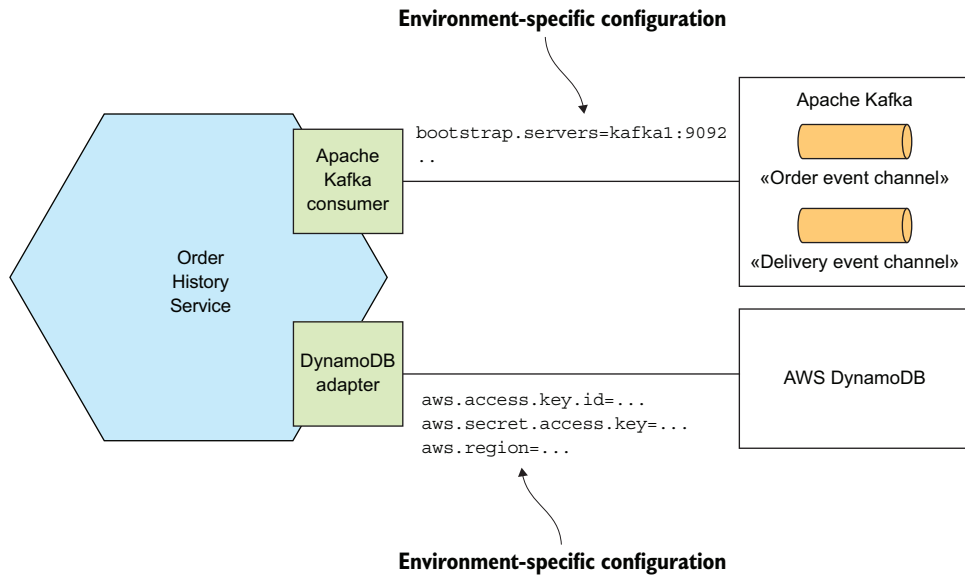 Environment-specific configuration
bootstrap.servers=kafka1:9092
..
Apache
Kafka
consumer
Apache Kafka
«Order event channel»
«Delivery event channel»
Order
History
Service
DynamoDB
adapter
AWS DynamoDB
aws.access.key.id=...
aws.secret.access.key=...
aws.region=...
Environment-specific configuration